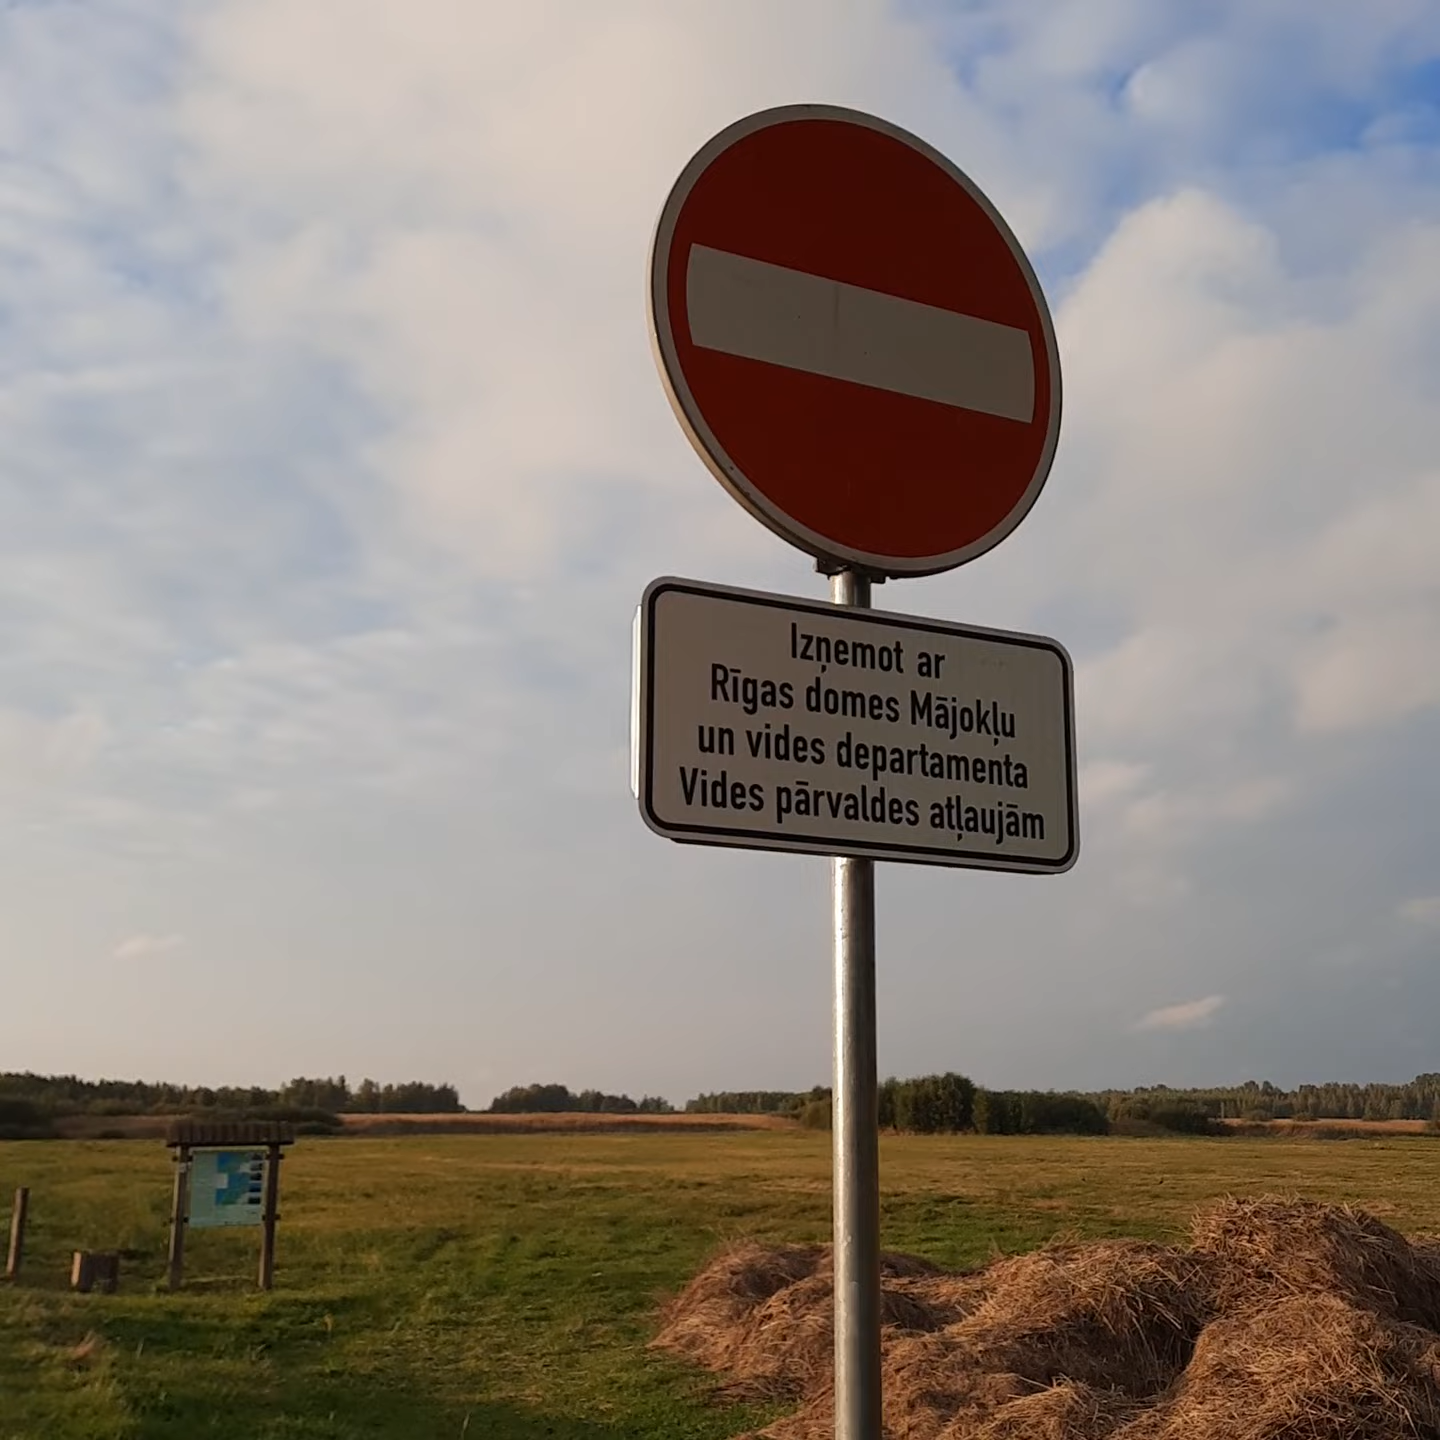 Izņemot ar
Rīgas domes Mājokļu
un vides departamenta
Vides pārvaldes atļaujām